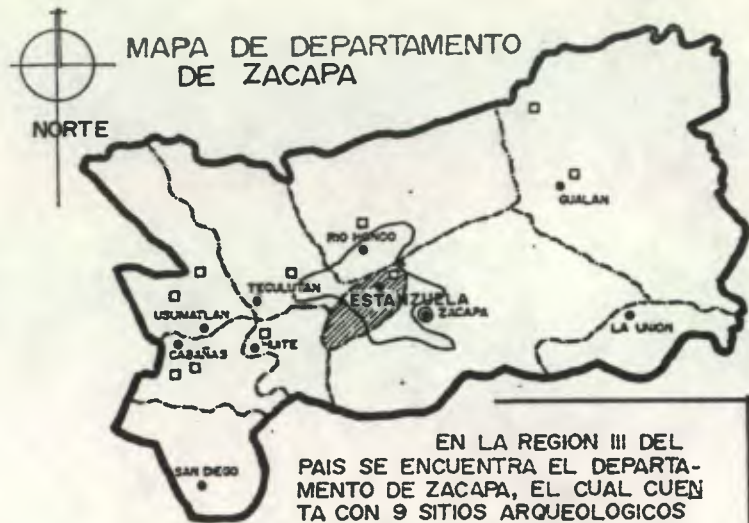 MAPA DE DEPARTAMENTO
DE ZACAPA
NORTE
GUALAN
RIO HONDO
TECULUTAN
ESTANZUELA
ZACAPA
USUMATLAN
CABAÑAS
HUITE
LA UNION
SAN DIEGO
EN LA REGION III DEL
PAIS SE ENCUENTRA EL DEPARTA-
MENTO DE ZACAPA, EL CUAL CUEN
TA CON 9 SITIOS ARQUEOLOGICOS